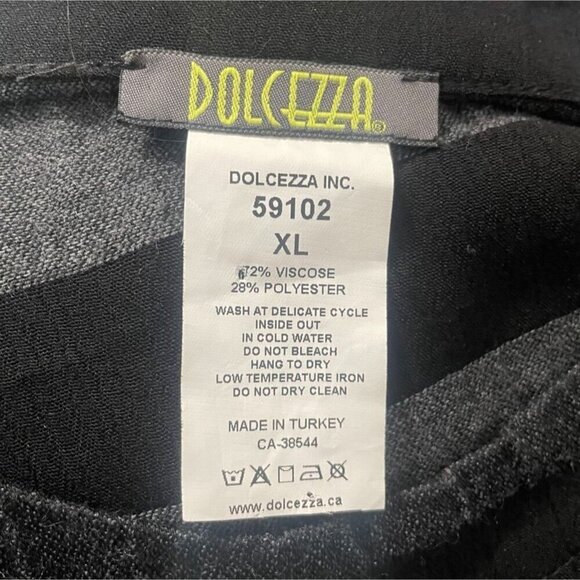 DOLCEZZA®
DOLCEZZA INC.
59102
XL
72% VISCOSE
28% POLYESTER
WASH AT DELICATE CYCLE
INSIDE OUT
IN COLD WATER
DO NOT BLEACH
HANG TO DRY
LOW TEMPERATURE IRON
DO NOT DRY CLEAN
MADE IN TURKEY
CA-38544
www.dolcezza.ca